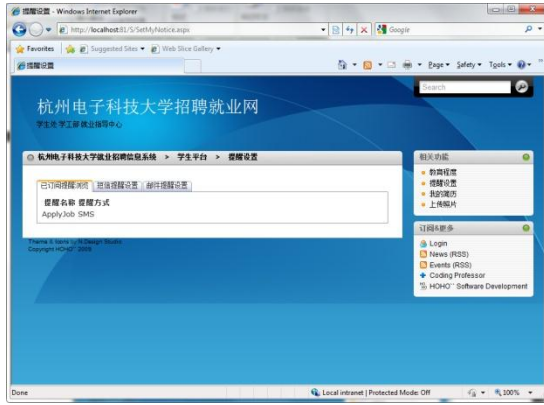 提醒设置 - Windows Internet Explorer
http://localhost:81/S/SetMyNotice.aspx
Google
Favorites
Suggested Sites
Web Slice Gallery
提醒设置
Page
Safety
Tools
Search
杭州电子科技大学招聘就业网
学生处 学工部 就业指导中心
杭州电子科技大学就业招聘信息系统 > 学生平台 > 提醒设置
已订阅提醒浏览
短信提醒设置
邮件提醒设置
提醒名称 提醒方式
ApplyJob SMS
Theme & Icons by N.Design Studio
Copyright HOHO`` 2009
相关功能
教育程度
提醒设置
我的简历
上传照片
订阅&更多
Login
News (RSS)
Events (RSS)
Coding Professor
HOHO`` Software Development
Done
Local intranet | Protected Mode: Off
100%